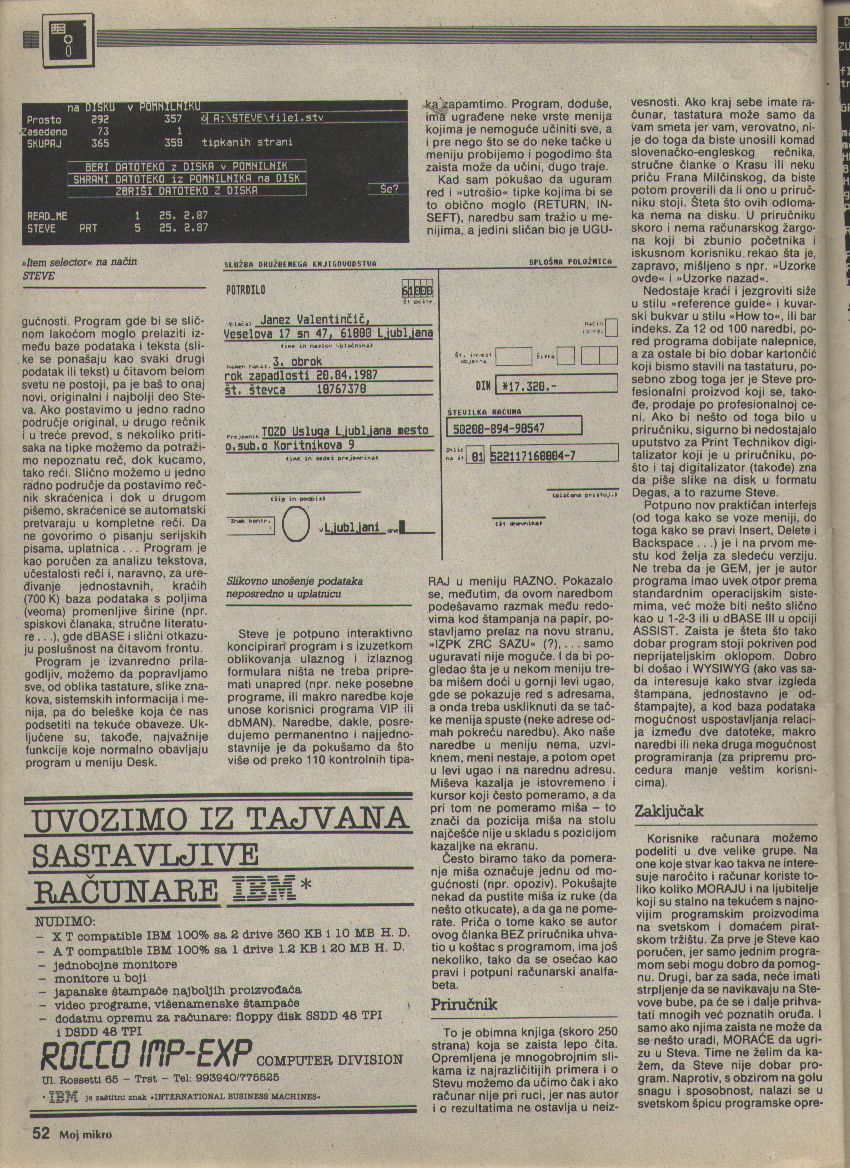 na DISKU v POMNILNIKU
Prosto 292 357 A:\STEVE\file1.stv
Zasedeno 73 1
SKUPAJ 365 358 tipkanih strani
BERI DATOTEKO z DISKA v POMNILNIK
SHRANI DATOTEKO iz POMNILNIKA na DISK
ZBRIŠI DATOTEKO Z DISKA
Še?
READ_ME 1 25. 2.87
STEVE PRT 5 25. 2.87
»Item selector« na način
STEVE
gućnosti. Program gde bi se slič-
nom lakoćom moglo prelaziti iz-
među baze podataka i teksta (sli-
ke se ponašaju kao svaki drugi
podatak ili tekst) u čitavom belom
svetu ne postoji, pa je baš to onaj
novi, originalni i najbolji deo Ste-
va. Ako postavimo u jedno radno
područje original, u drugo rečnik
i u treće prevod, s nekoliko priti-
saka na tipke možemo da potraži-
mo nepoznatu reč, dok kucamo,
tako reći. Slično možemo u jedno
radno područje da postavimo reč-
nik skraćenica i dok u drugom
pišemo, skraćenice se automatski
pretvaraju u kompletne reči. Da
ne govorimo o pisanju serijskih
pisama, uplatnica . . . Program je
kao poručen za analizu tekstova,
učestalosti reči i, naravno, za ure-
đivanje jednostavnih, kraćih
(700 K) baza podataka s poljima
(veoma) promenljive širine (npr.
spiskovi članaka, stručne literatu-
re . . .), gde dBASE i slični otkazu-
ju poslušnost na čitavom frontu.
Program je izvanredno prila-
godljiv, možemo da popravljamo
sve, od oblika tastature, slike zna-
kova, sistemskih informacija i me-
nija, pa do beleške koja će nas
podsetiti na tekuće obaveze. Uk-
ljučene su, takođe, najvažnije
funkcije koje normalno obavljaju
program u meniju Desk.
SLUŽBA DRUŽBENEGA KNJIGOVODSTVA
SPLOŠNA POLOŽNICA
POTRDILO
61000
št pošte
Janez Valentinčič,
Veselova 17 sn 47, 61000 Ljubljana
(ime in naslov vplačnika)
3. obrok
rok zapadlosti 20.04.1987
št. števca 10767370
TOZD Usluga Ljubljana mesto
o.sub.o Koritnikova 9
(ime in sedež prejemnika)
(žig in podpis)
Znak kontr.
v Ljubljani dne
Način
Šifra
DIN *17.320.-
ŠTEVILKA RAČUNA
50200-894-90547
01 522117160084-7
(plačana pristoj.)
(št dnevnika)
Slikovno unošenje podataka
neposredno u uplatnicu
Steve je potpuno interaktivno
koncipiran program i s izuzetkom
oblikovanja ulaznog i izlaznog
formulara ništa ne treba pripre-
mati unapred (npr. neke posebne
programe, ili makro naredbe koje
unose korisnici programa VIP ili
dbMAN). Naredbe, dakle, posre-
dujemo permanentno i najjedno-
stavnije je da pokušamo da što
više od preko 110 kontrolnih tipa-
ka zapamtimo. Program, doduše,
ima ugrađene neke vrste menija
kojima je nemoguće učiniti sve, a
i pre nego što se do neke tačke u
meniju probijemo i pogodimo šta
zaista može da učini, dugo traje.
Kad sam pokušao da uguram
red i »utrošio« tipke kojima bi se
to obično moglo (RETURN, IN-
SEFT), naredbu sam tražio u me-
nijima, a jedini sličan bio je UGU-
RAJ u meniju RAZNO. Pokazalo
se, međutim, da ovom naredbom
podešavamo razmak među redo-
vima kod štampanja na papir, po-
stavljamo prelaz na novu stranu,
»IZPK ZRC SAZU« (?), . . . samo
uguravati nije moguće. I da bi po-
gledao šta je u nekom meniju tre-
ba mišem doći u gornji levi ugao,
gde se pokazuje red s adresama,
a onda treba uskliknuti da se tač-
ke menija spuste (neke adrese od-
mah pokreću naredbu). Ako naše
naredbe u meniju nema, uzvi-
knem, meni nestaje, a potom opet
u levi ugao i na narednu adresu.
Miševa kazalja je istovremeno i
kursor koji često pomeramo, a da
pri tom ne pomeramo miša – to
znači da pozicija miša na stolu
najčešće nije u skladu s pozicijom
kazaljke na ekranu.
Često biramo tako da pomera-
nje miša označuje jednu od mo-
gućnosti (npr. opoziv). Pokušajte
nekad da pustite miša iz ruke (da
nešto otkucate), a da ga ne pome-
rate. Priča o tome kako se autor
ovog članka BEZ priručnika uhva-
tio u koštac s programom, ima još
nekoliko, tako da se osećao kao
pravi i potpuni računarski analfa-
beta.
Priručnik
To je obimna knjiga (skoro 250
strana) koja se zaista lepo čita.
Opremljena je mnogobrojnim sli-
kama iz najrazličitijih primera i o
Stevu možemo da učimo čak i ako
račun​ar nije pri ruci, jer nas autor
i o rezultatima ne ostavlja u neiz-
vesnosti. Ako kraj sebe imate ra-
čunar, tastatura može samo da
vam smeta jer vam, verovatno, ni-
je do toga da biste unosili komad
slovenačko-engleskog rečnika,
stručne članke o Krasu ili neku
priču Frana Milčinskog, da biste
potom proverili da li ono u priruč-
niku stoji. Šteta što ovih odloma-
ka nema na disku. U priručniku
skoro i nema računarskog žargo-
na koji bi zbunio početnika i
iskusnom korisniku rekao šta je,
zapravo, mišljeno s npr. »Uzorke
ovde« i »Uzorke nazad«.
Nedostaje kraći i jezgroviti siže
u stilu »reference guide« i kuvar-
ski bukvar u stilu »How to«, ili bar
indeks. Za 12 od 100 naredbi, po-
red programa dobijate nalepnice,
a za ostale bi bio dobar kartončić
koji bismo stavili na tastaturu, po-
sebno zbog toga jer je Steve pro-
fesionalni proizvod koji se, tako-
đe, prodaje po profesionalnoj ce-
ni. Ako bi nešto od toga bilo u
priručniku, sigurno bi nedostajalo
uputstvo za Print Technikov digi-
talizator koji je u priručniku, po-
što i taj digitalizator (takođe) zna
da piše slike na disk u formatu
Degas, a to razume Steve.
Potpuno nov praktičan interfejs
(od toga kako se voze meniji, do
toga kako se pravi Insert, Delete i
Backspace . . .) je i na prvom me-
stu kod želja za sledeću verziju.
Ne treba da je GEM, jer je autor
programa imao uvek otpor prema
standardnim operacijskim siste-
mima, već može biti nešto slično
kao u 1-2-3 ili u dBASE III u opciji
ASSIST. Zaista je šteta što tako
dobar program stoji pokriven pod
neprijateljskim oklopom. Dobro
bi došao i WYSIWYG (ako vas sa-
da interesuje kako stvar izgleda
štampana, jednostavno je od-
štampajte), a kod baza podataka
mogućnost uspostavljanja relaci-
ja između dve datoteke, makro
naredbi ili neka druga mogućnost
programiranja (za pripremu pro-
cedura manje veštim korisni-
cima).
Zaključak
Korisnike računara možemo
podeliti u dve velike grupe. Na
one koje stvar kao takva ne intere-
suje naročito i računar koriste to-
liko koliko MORAJU i na ljubitelje
koji su stalno na tekućem s najno-
vijim programskim proizvodima
na svetskom i domaćem pirat-
skom tržištu. Za prve je Steve kao
poručen, jer samo jednim progra-
mom sebi mogu dobro da pomog-
nu. Drugi, bar za sada, neće imati
strpljenje da se navikavaju na Ste-
vove bube, pa će se i dalje prihva-
tati mnogih već poznatih oruđa. I
samo ako njima zaista ne može da
se nešto uradi, MORAĆE da ugri-
zu u Steva. Time ne želim da ka-
žem, da Steve nije dobar pro-
gram. Naprotiv, s obzirom na golu
snagu i sposobnost, nalazi se u
svetskom špicu programske opre-
UVOZIMO IZ TAJVANA
SASTAVLJIVE
RAČUNARE IBM*
NUDIMO:
– X T compatible IBM 100% sa 2 drive 360 KB i 10 MB H. D.
– A T compatible IBM 100% sa 1 drive 1.2 KB i 20 MB H. D.
– jednobojne monitore
– monitore u boji
– japanske štampače najboljih proizvođača
– video programe, višenamenske štampače
– dodatnu opremu za računare: floppy disk SSDD 48 TPI
i DSDD 48 TPI
ROCCO IMP-EXP COMPUTER DIVISION
Ul. Rossetti 65 – Trst – Tel: 993940/775525
* IBM je zaštitni znak »INTERNATIONAL BUSINESS MACHINES«
52 Moj mikro